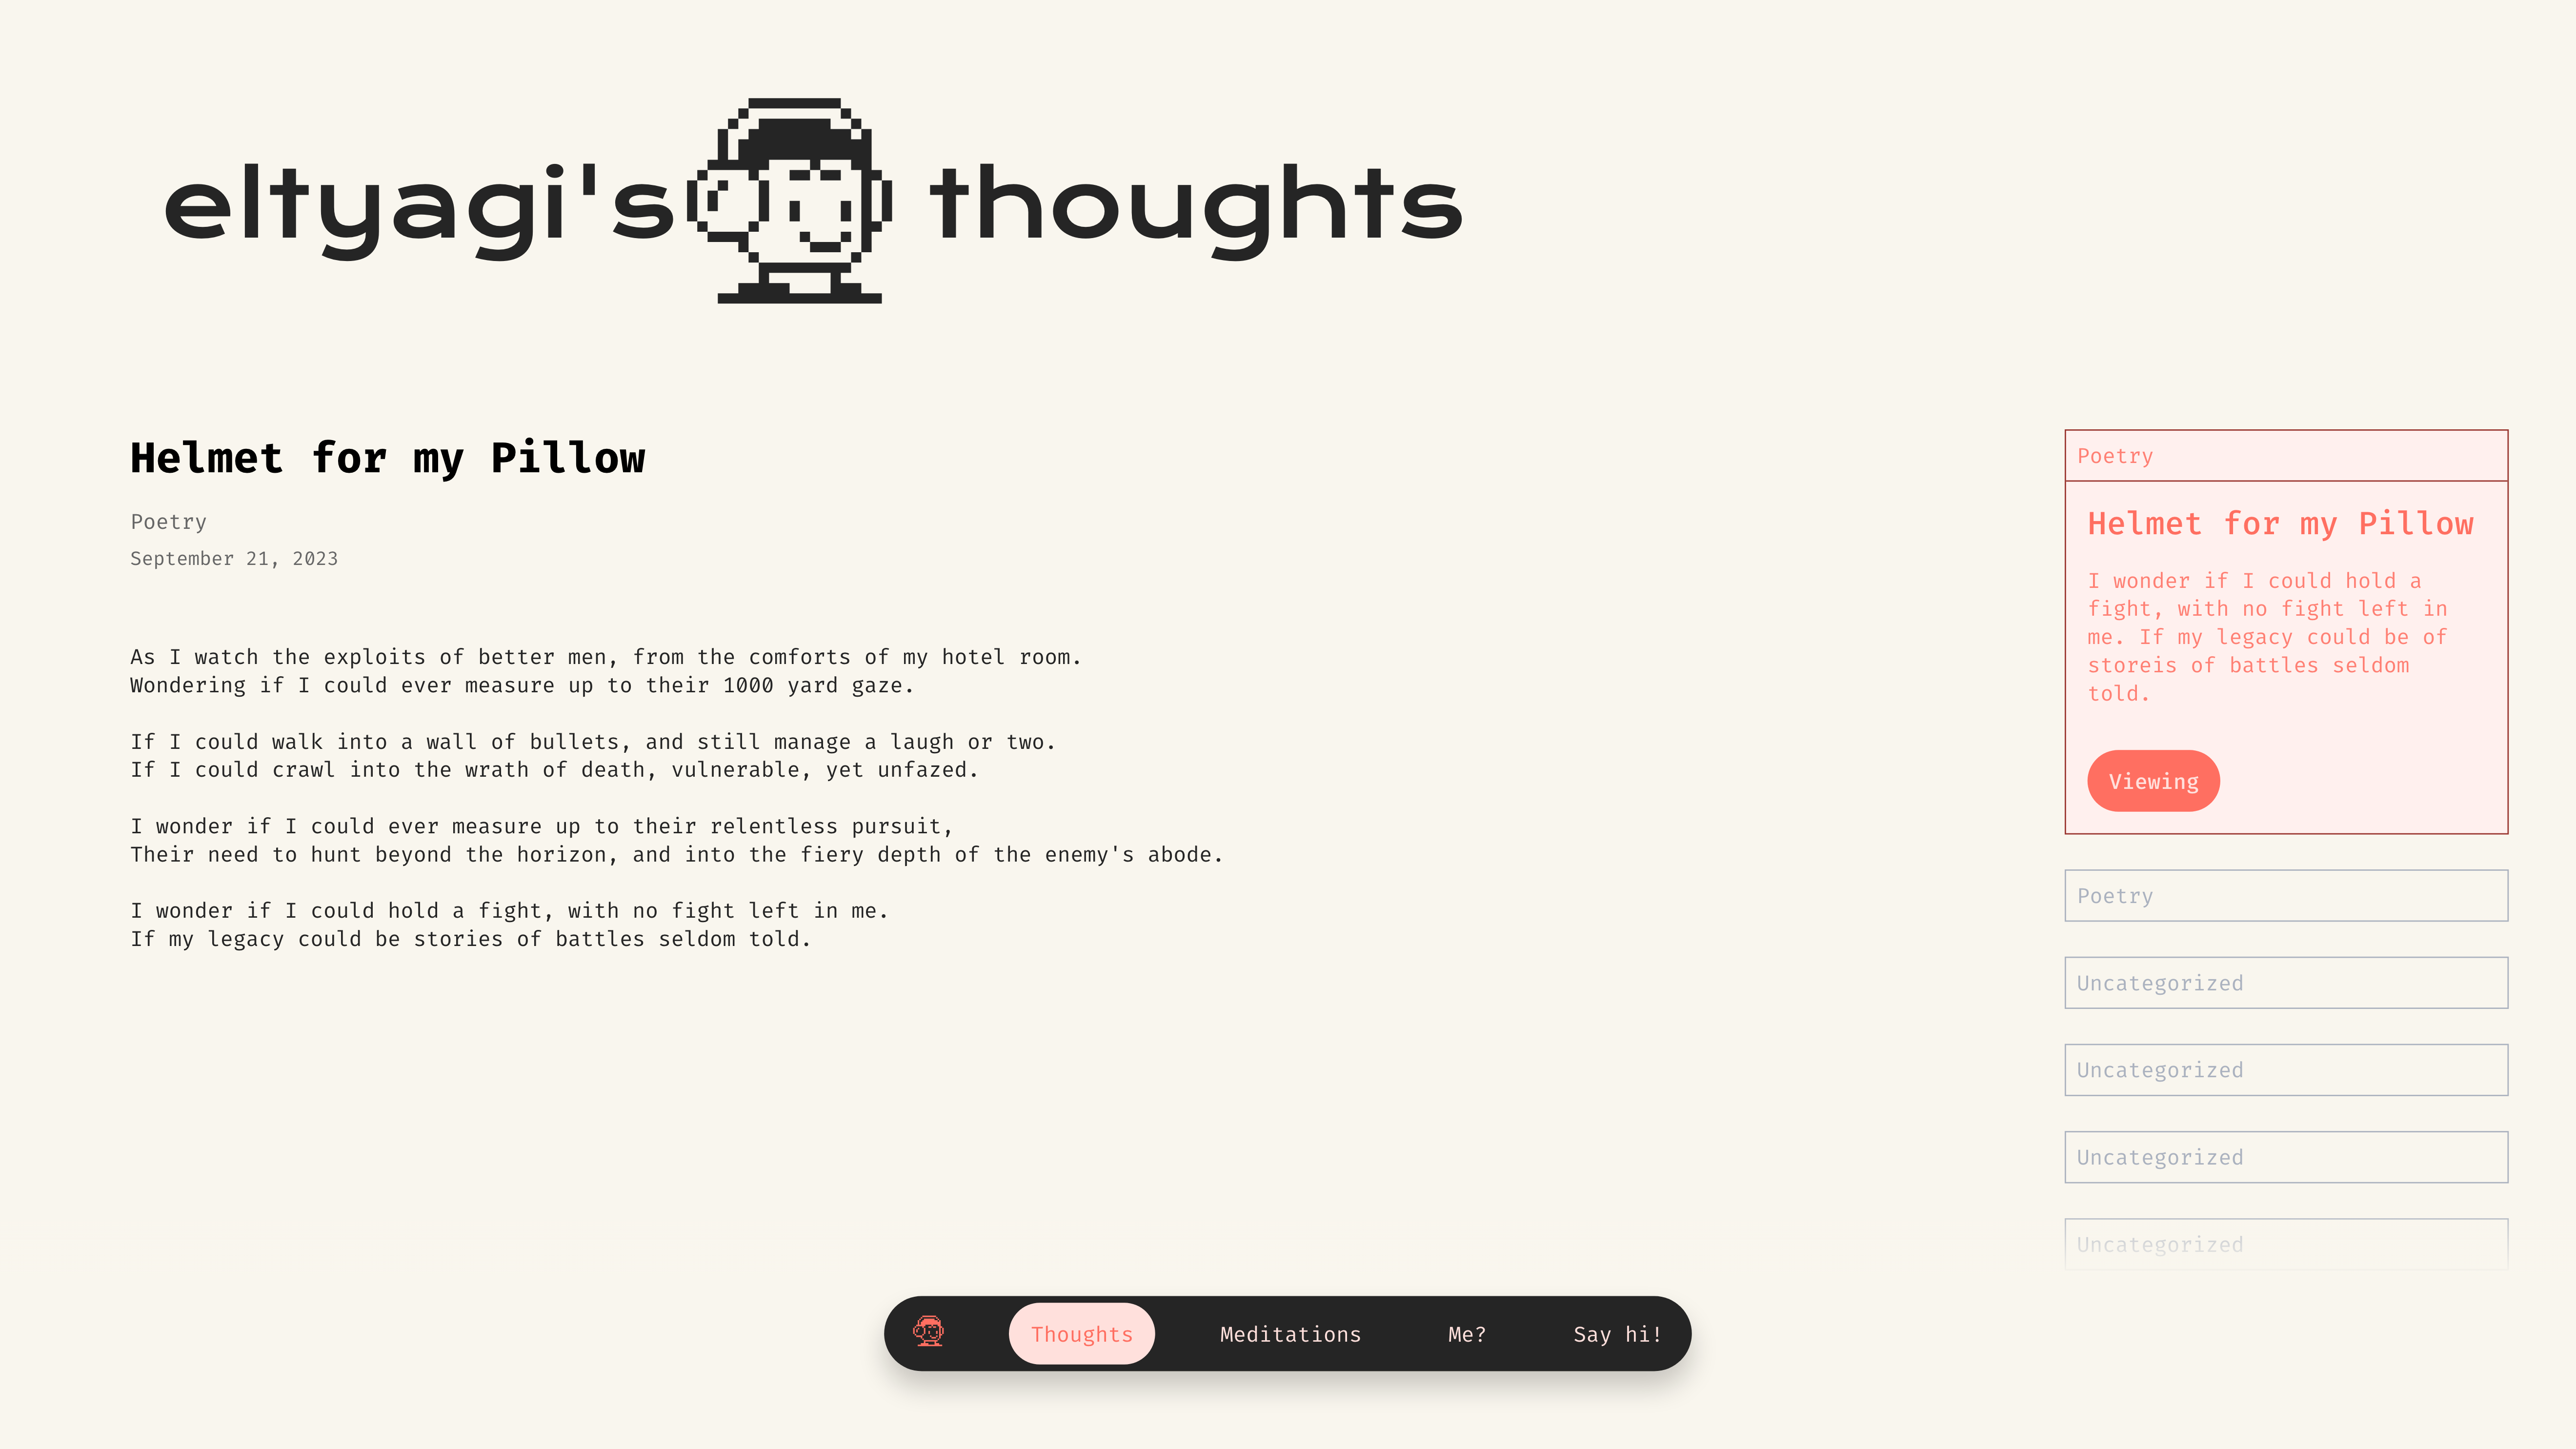 eltyagi's thoughts
Helmet for my Pillow
Poetry
September 21, 2023
As I watch the exploits of better men, from the comforts of my hotel room.
Wondering if I could ever measure up to their 1000 yard gaze.
If I could walk into a wall of bullets, and still manage a laugh or two.
If I could crawl into the wrath of death, vulnerable, yet unfazed.
I wonder if I could ever measure up to their relentless pursuit,
Their need to hunt beyond the horizon, and into the fiery depth of the enemy's abode.
I wonder if I could hold a fight, with no fight left in me.
If my legacy could be stories of battles seldom told.
Poetry
Helmet for my Pillow
I wonder if I could hold a
fight, with no fight left in
me. If my legacy could be of
storeis of battles seldom
told.
Viewing
Poetry
Uncategorized
Uncategorized
Uncategorized
Uncategorized
Thoughts
Meditations
Me?
Say hi!